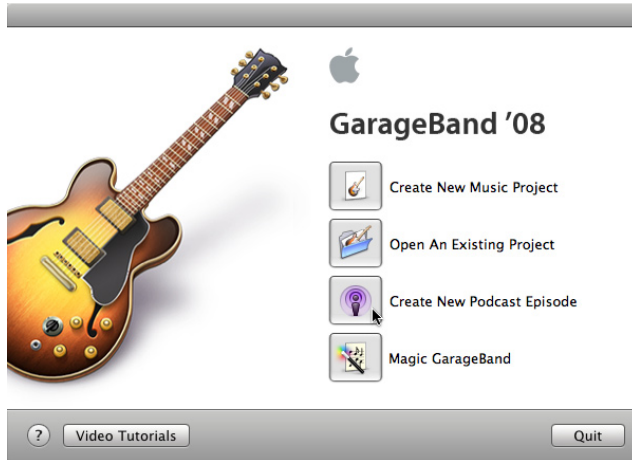 GarageBand ’08
Create New Music Project
Open An Existing Project
Create New Podcast Episode
Magic GarageBand
?
Video Tutorials
Quit